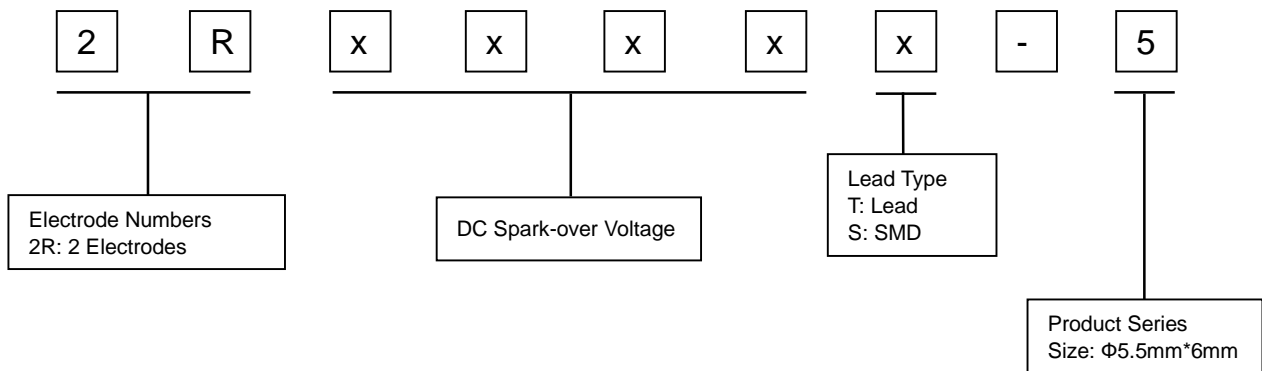 2 R x x x x x - 5
Electrode Numbers
2R: 2 Electrodes
DC Spark-over Voltage
Lead Type
T: Lead
S: SMD
Product Series
Size: Φ5.5mm*6mm